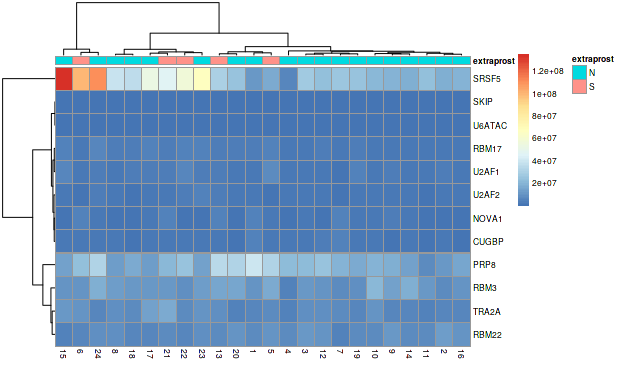 extraprost
SRSF5
SKIP
U6ATAC
RBM17
U2AF1
U2AF2
NOVA1
CUGBP
PRP8
RBM3
TRA2A
RBM22
15 6 24 8 18 17 21 22 23 13 20 1 5 4 3 12 7 19 10 9 14 11 2 16
1.2e+08
1e+08
8e+07
6e+07
4e+07
2e+07
extraprost
N
S